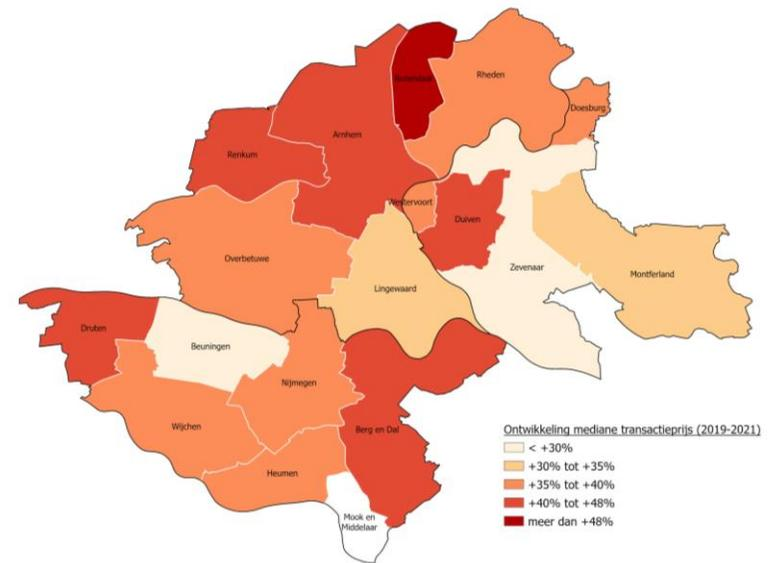 Rheden
Doesburg
Arnhem
Renkum
Westervoort
Duiven
Overbetuwe
Zevenaar
Montferland
Lingewaard
Druten
Beuningen
Nijmegen
Wijchen
Berg en Dal
Heumen
Mook en
Middelaar
Ontwikkeling mediane transactieprijs (2019-2021)
< +30%
+30% tot +35%
+35% tot +40%
+40% tot +48%
meer dan +48%